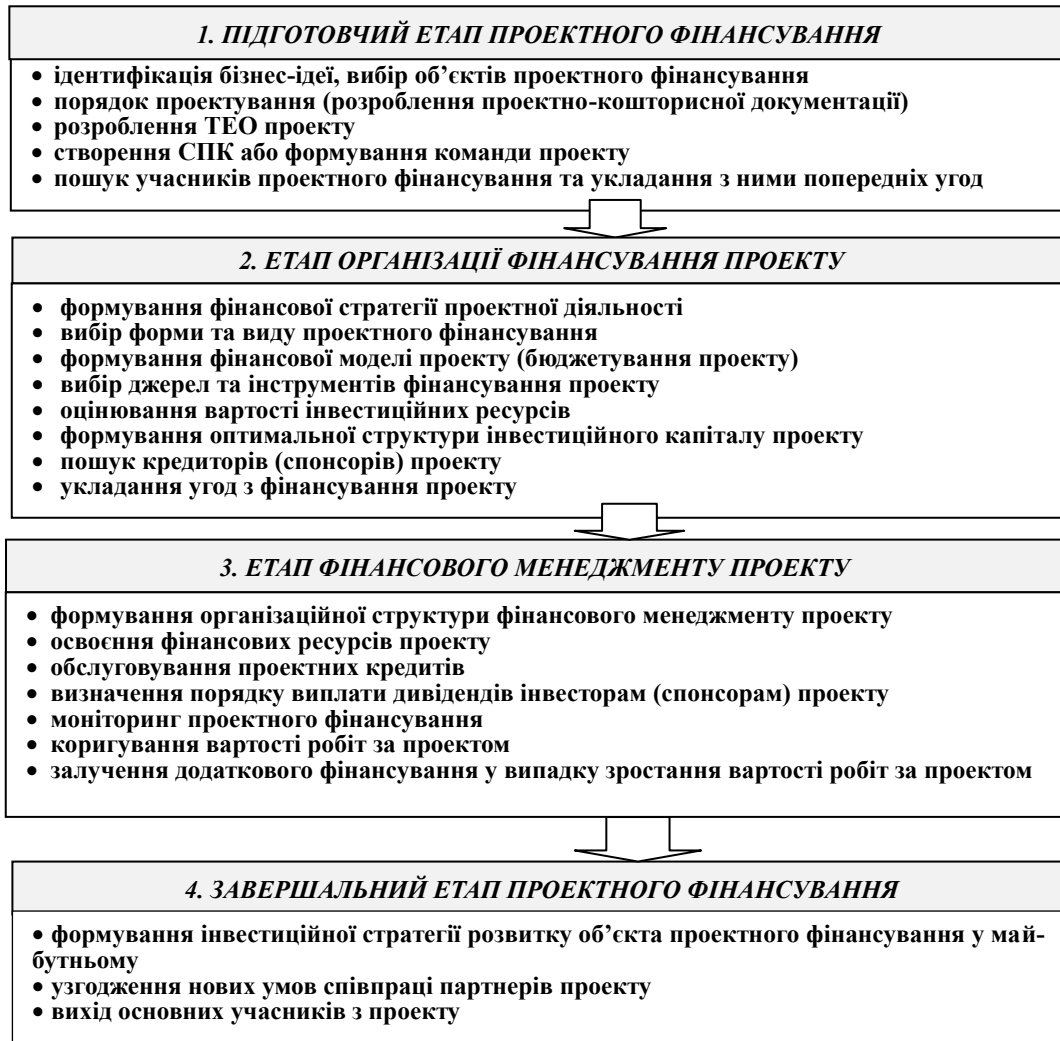 1. ПІДГОТОВЧИЙ ЕТАП ПРОЕКТНОГО ФІНАНСУВАННЯ
• ідентифікація бізнес-ідеї, вибір об’єктів проектного фінансування
• порядок проектування (розроблення проектно-кошторисної документації)
• розроблення ТЕО проекту
• створення СПК або формування команди проекту
• пошук учасників проектного фінансування та укладання з ними попередніх угод
2. ЕТАП ОРГАНІЗАЦІЇ ФІНАНСУВАННЯ ПРОЕКТУ
• формування фінансової стратегії проектної діяльності
• вибір форми та виду проектного фінансування
• формування фінансової моделі проекту (бюджетування проекту)
• вибір джерел та інструментів фінансування проекту
• оцінювання вартості інвестиційних ресурсів
• формування оптимальної структури інвестиційного капіталу проекту
• пошук кредиторів (спонсорів) проекту
• укладання угод з фінансування проекту
3. ЕТАП ФІНАНСОВОГО МЕНЕДЖМЕНТУ ПРОЕКТУ
• формування організаційної структури фінансового менеджменту проекту
• освоєння фінансових ресурсів проекту
• обслуговування проектних кредитів
• визначення порядку виплати дивідендів інвесторам (спонсорам) проекту
• моніторинг проектного фінансування
• коригування вартості робіт за проектом
• залучення додаткового фінансування у випадку зростання вартості робіт за проектом
4. ЗАВЕРШАЛЬНИЙ ЕТАП ПРОЕКТНОГО ФІНАНСУВАННЯ
• формування інвестиційної стратегії розвитку об’єкта проектного фінансування у май-
бутньому
• узгодження нових умов співпраці партнерів проекту
• вихід основних учасників з проекту